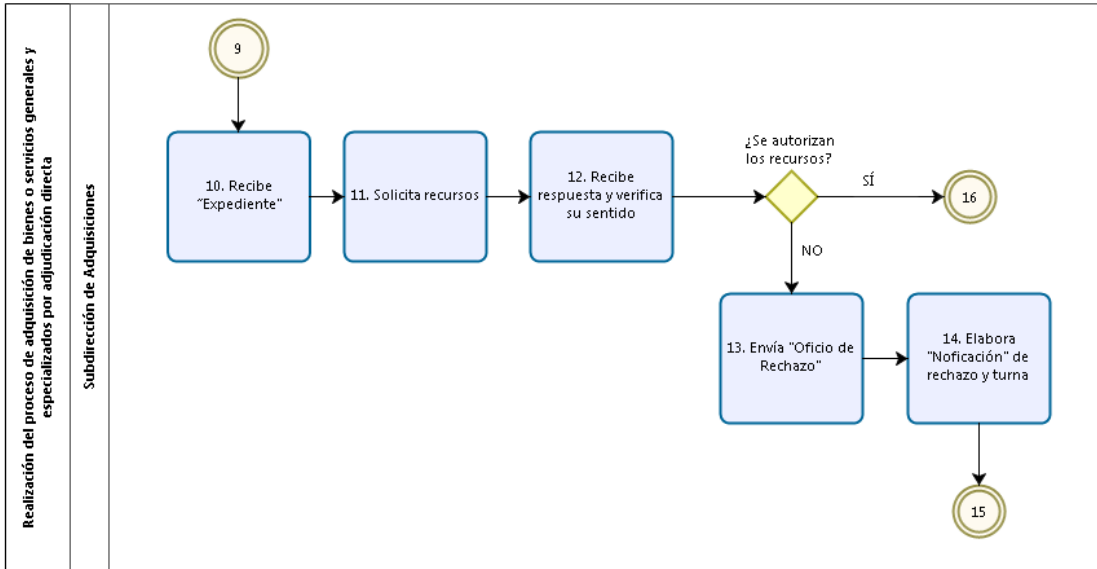 Realización del proceso de adquisición de bienes o servicios generales y
especializados por adjudicación directa
Subdirección de Adquisiciones
9
10. Recibe
"Expediente"
11. Solicita recursos
12. Recibe
respuesta y verifica
su sentido
¿Se autorizan
los recursos?
SÍ
16
NO
13. Envía "Oficio de
Rechazo"
14. Elabora
"Noficación" de
rechazo y turna
15